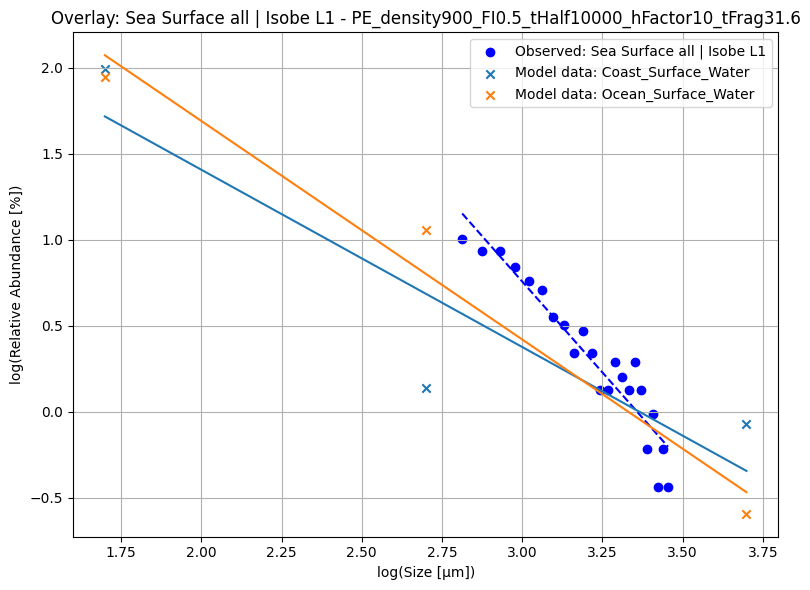 Overlay: Sea Surface all | Isobe L1 - PE_density900_FI0.5_tHalf10000_hFactor10_tFrag31.6
Observed: Sea Surface all | Isobe L1
Model data: Coast_Surface_Water
Model data: Ocean_Surface_Water
log(Relative Abundance [%])
2.0
1.5
1.0
0.5
0.0
−0.5
1.75 2.00 2.25 2.50 2.75 3.00 3.25 3.50 3.75
log(Size [μm])